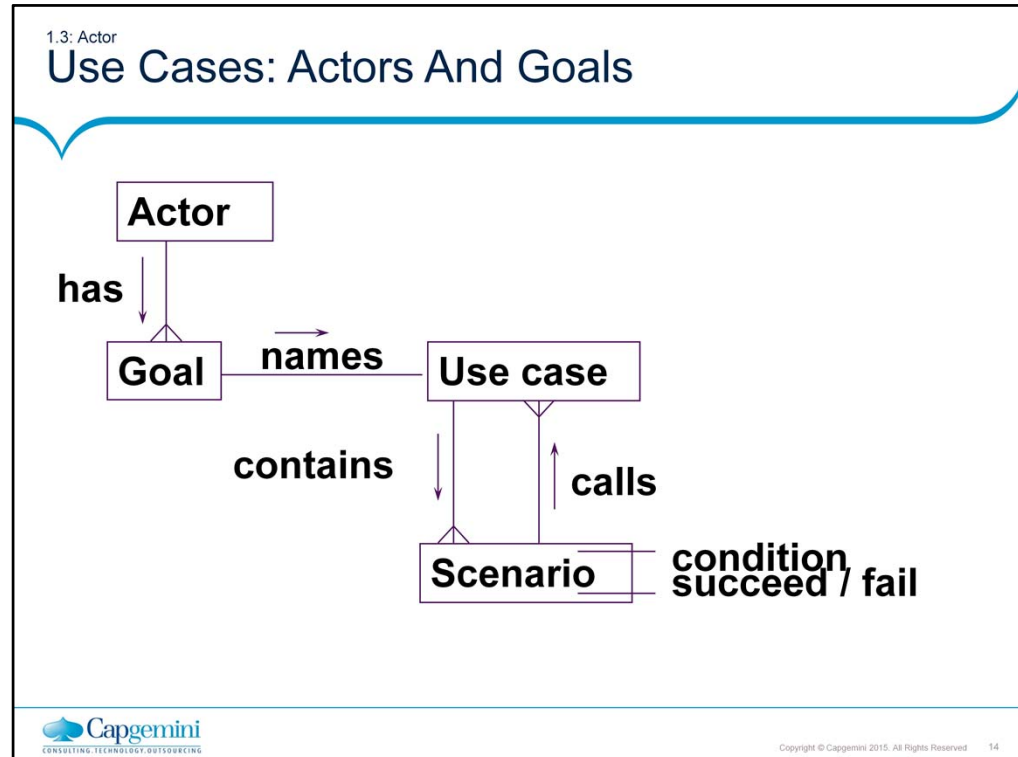 1.3: Actor
Use Cases: Actors And Goals
Actor
has
Goal
names
Use case
contains
calls
Scenario
condition
succeed / fail
Capgemini
CONSULTING.TECHNOLOGY.OUTSOURCING
Copyright © Capgemini 2015. All Rights Reserved 14